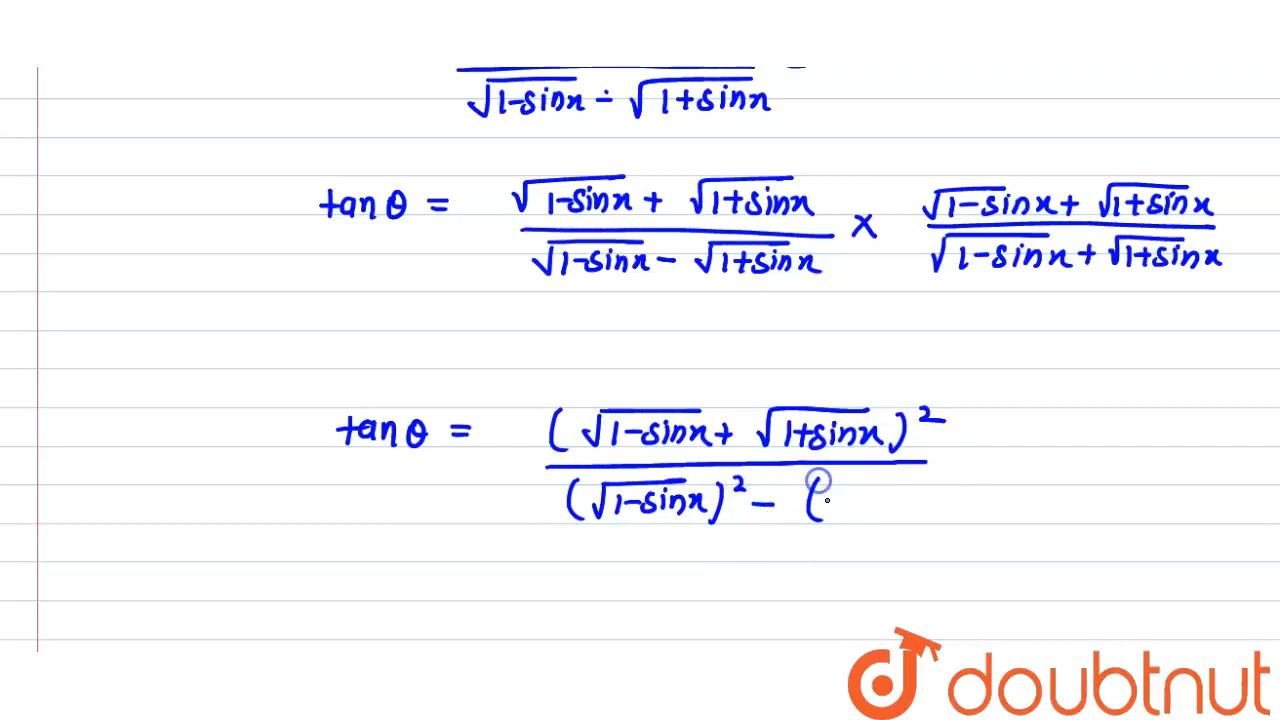 √1-sinx - √1+sinx
tanθ = √1-sinx + √1+sinx / √1-sinx - √1+sinx × √1-sinx + √1+sinx / √1-sinx + √1+sinx
tanθ = (√1-sinx + √1+sinx)² / (√1-sinx)² - (
doubtnut